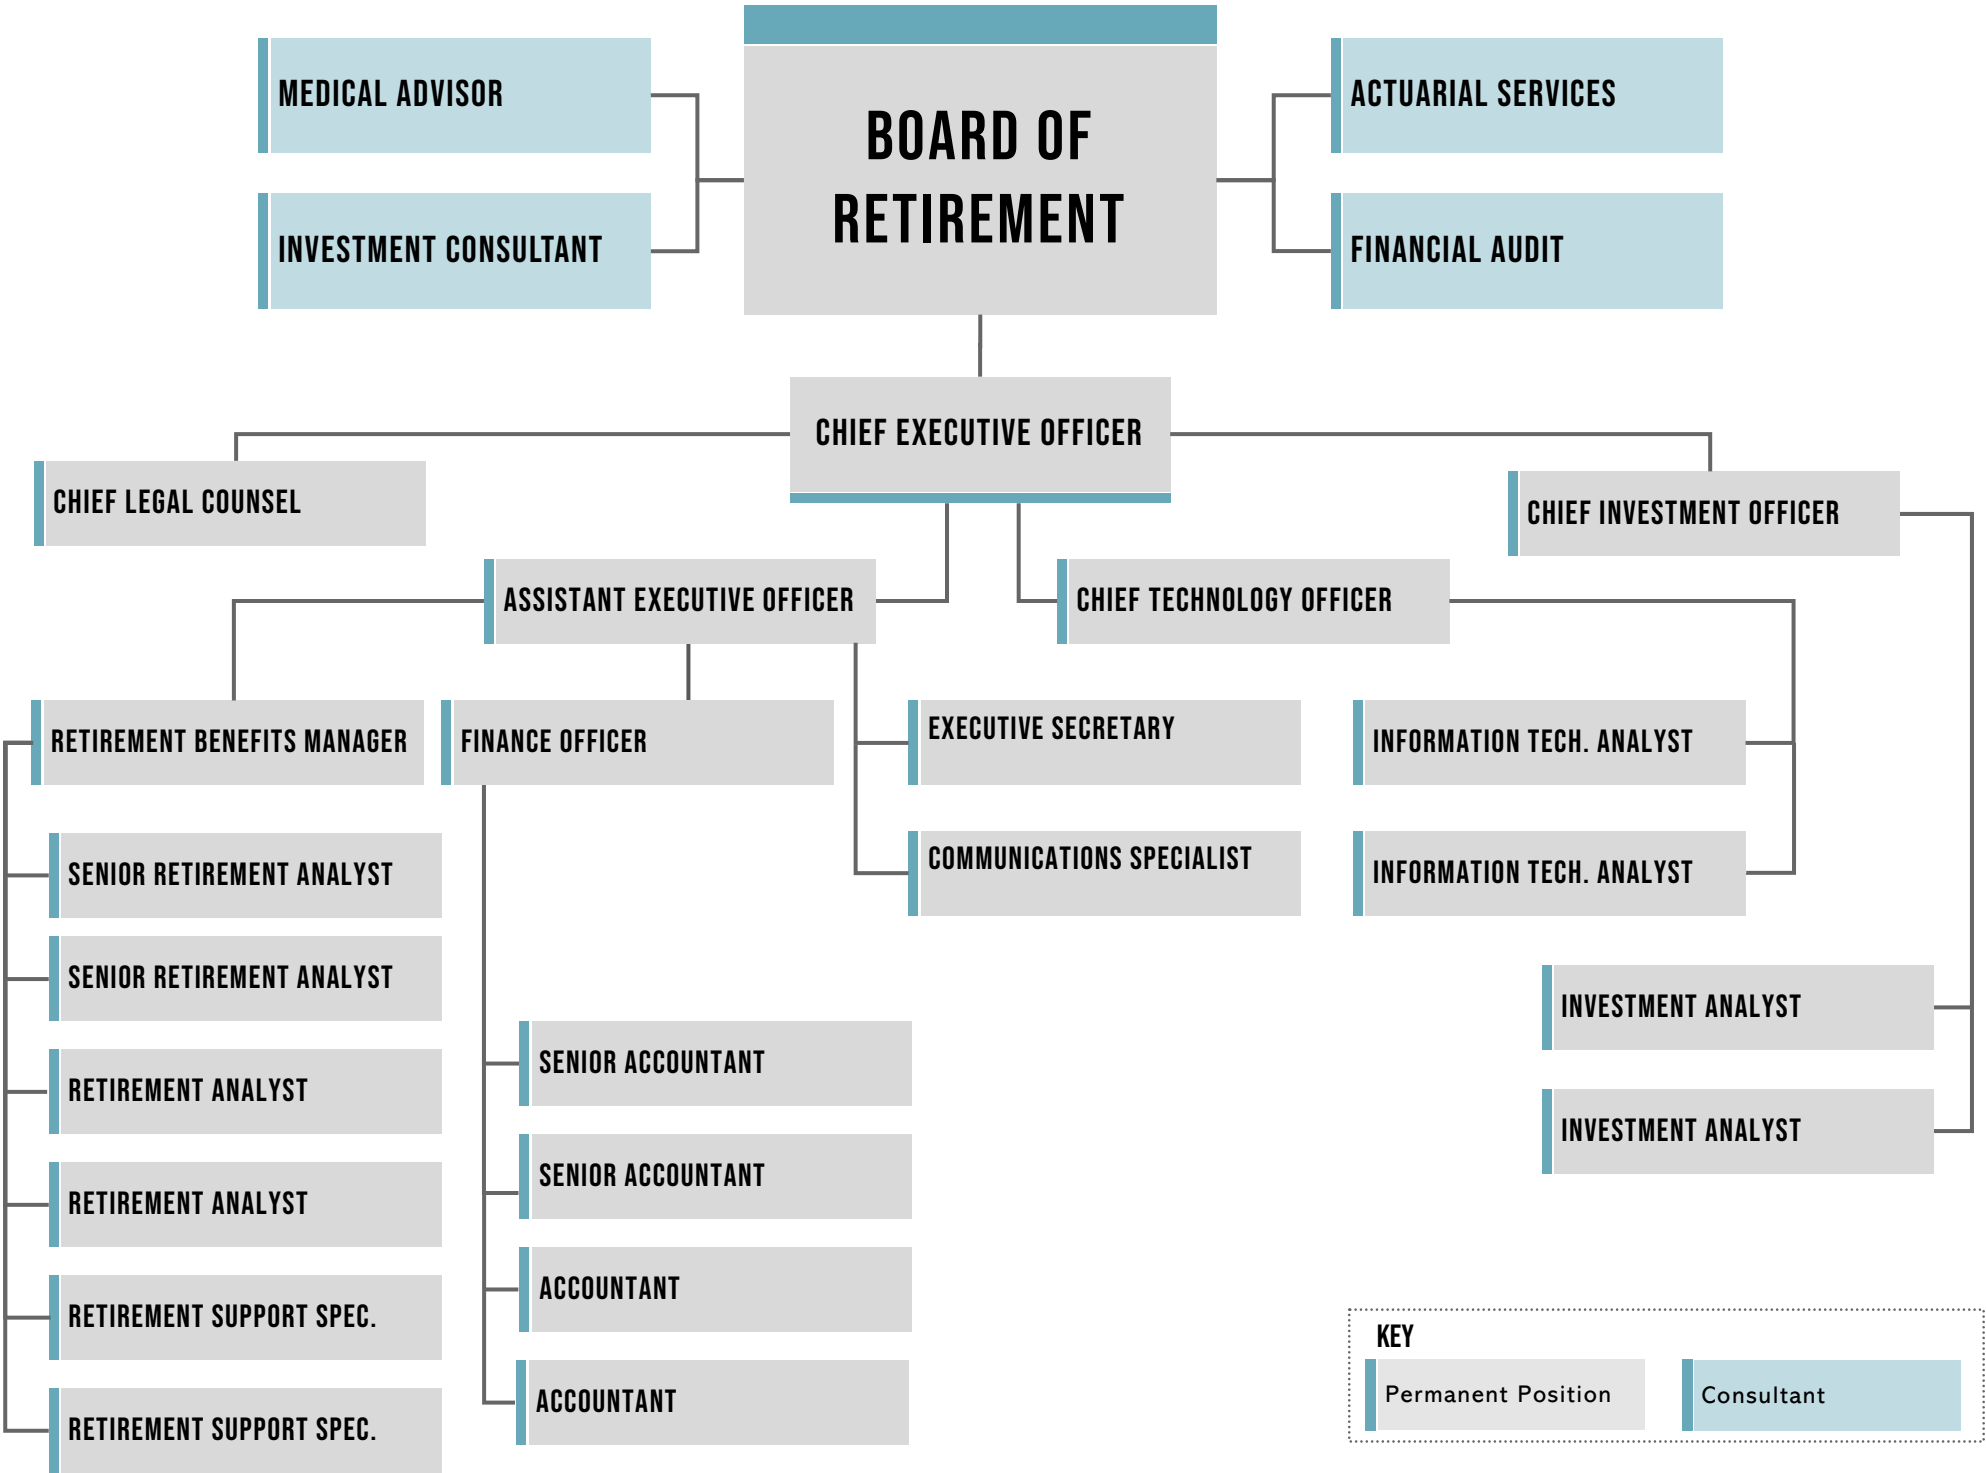 MEDICAL ADVISOR
INVESTMENT CONSULTANT
BOARD OF
RETIREMENT
ACTUARIAL SERVICES
FINANCIAL AUDIT
CHIEF EXECUTIVE OFFICER
CHIEF LEGAL COUNSEL
CHIEF INVESTMENT OFFICER
ASSISTANT EXECUTIVE OFFICER
CHIEF TECHNOLOGY OFFICER
RETIREMENT BENEFITS MANAGER
FINANCE OFFICER
EXECUTIVE SECRETARY
INFORMATION TECH. ANALYST
COMMUNICATIONS SPECIALIST
INFORMATION TECH. ANALYST
SENIOR RETIREMENT ANALYST
SENIOR RETIREMENT ANALYST
RETIREMENT ANALYST
RETIREMENT ANALYST
RETIREMENT SUPPORT SPEC.
RETIREMENT SUPPORT SPEC.
SENIOR ACCOUNTANT
SENIOR ACCOUNTANT
ACCOUNTANT
ACCOUNTANT
INVESTMENT ANALYST
INVESTMENT ANALYST
KEY
Permanent Position
Consultant